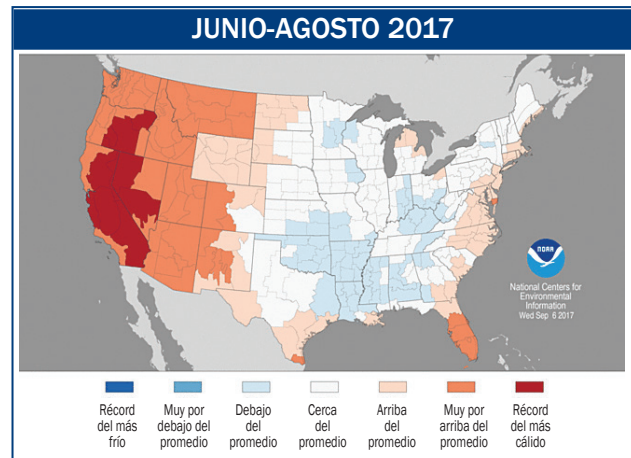 JUNIO-AGOSTO 2017
NOAA
National Centers for
Environmental
Information
Wed Sep 6 2017
Récord del más frío
Muy por debajo del promedio
Debajo del promedio
Cerca del promedio
Arriba del promedio
Muy por arriba del promedio
Récord del más cálido